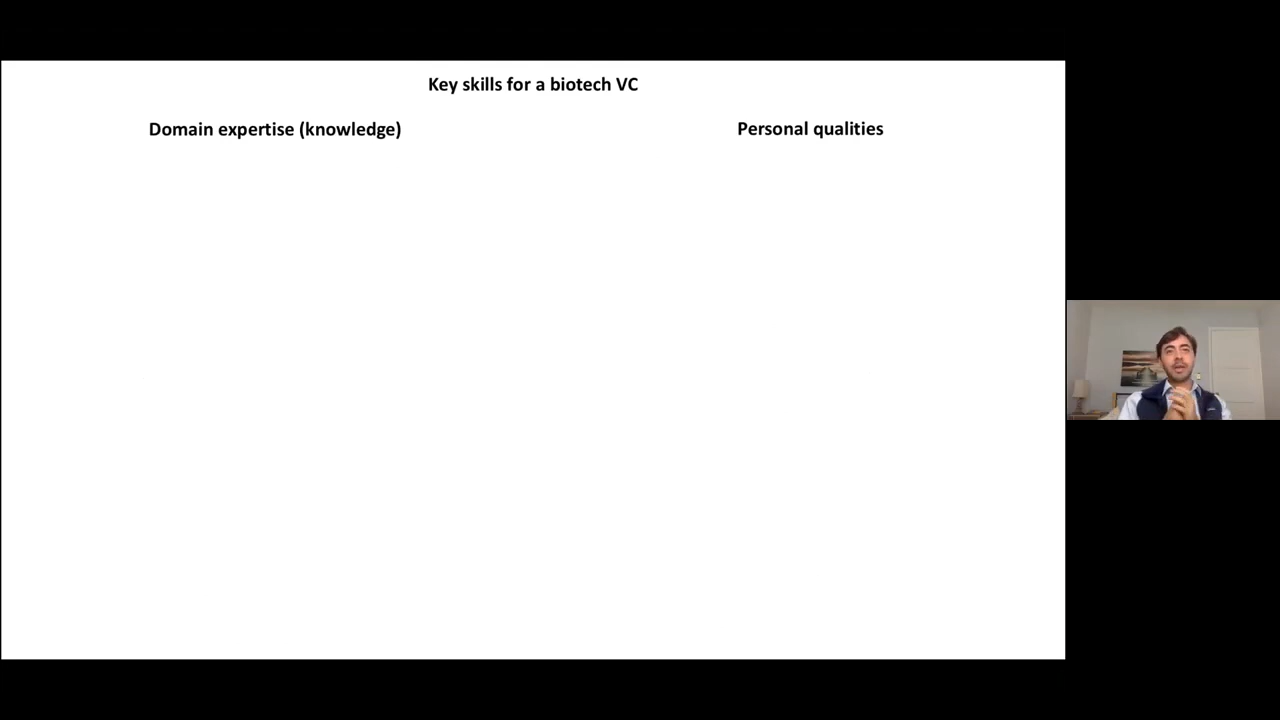 Key skills for a biotech VC
Domain expertise (knowledge)
Personal qualities